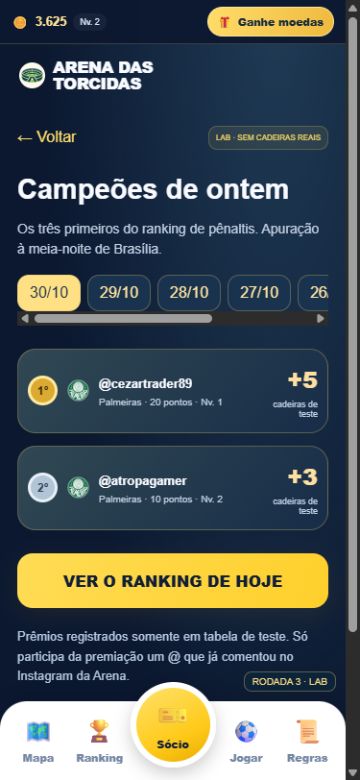 3.625 Nv. 2 Ganhe moedas
ARENA DAS
TORCIDAS
← Voltar LAB · SEM CADEIRAS REAIS
Campeões de ontem
Os três primeiros do ranking de pênaltis. Apuração
à meia-noite de Brasília.
30/10 29/10 28/10 27/10 26/
1º @cezartrader89 +5
Palmeiras · 20 pontos · Nv. 1 cadeiras de
teste
2º @atropagamer +3
Palmeiras · 10 pontos · Nv. 2 cadeiras de
teste
VER O RANKING DE HOJE
Prêmios registrados somente em tabela de teste. Só
participa da premiação um @ que já comentou no
Instagram da Arena.
RODADA 3 · LAB
Mapa Ranking Sócio Jogar Regras